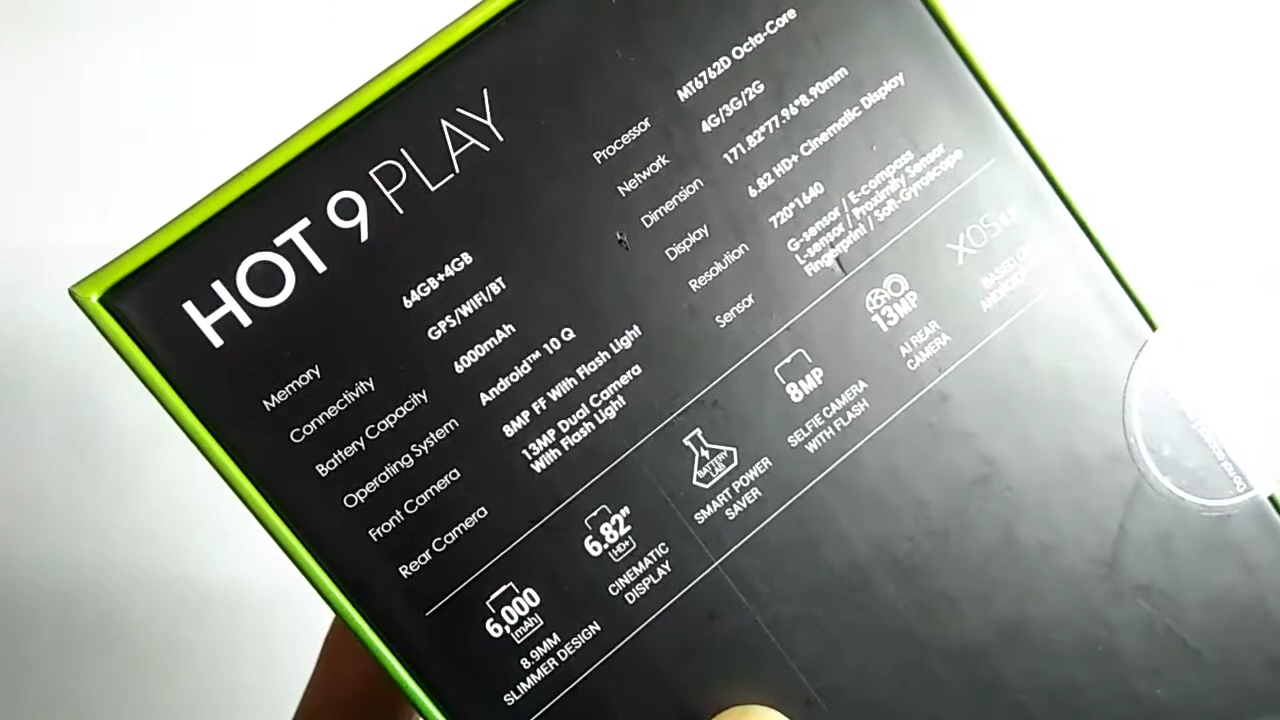 HOT 9 PLAY
Memory 64GB+4GB
Connectivity GPS/WIFI/BT
Battery Capacity 6000mAh
Operating System Android™ 10 Q
Front Camera 8MP FF With Flash Light
Rear Camera 13MP Dual Camera
With Flash Light
Processor MT6762D Octa-Core
Network 4G/3G/2G
Dimension 171.82*77.96*8.90mm
Display 6.82 HD+ Cinematic Display
Resolution 720*1640
Sensor G-sensor / E-compass
L-sensor / Proximity Sensor
Fingerprint / Soft-Gyroscope
6,000
mAh
8.9MM
SLIMMER DESIGN
6.82"
HD+
CINEMATIC
DISPLAY
BATTERY
LAB
SMART POWER
SAVER
8MP
SELFIE CAMERA
WITH FLASH
13MP
AI REAR
CAMERA
XOS
BASED